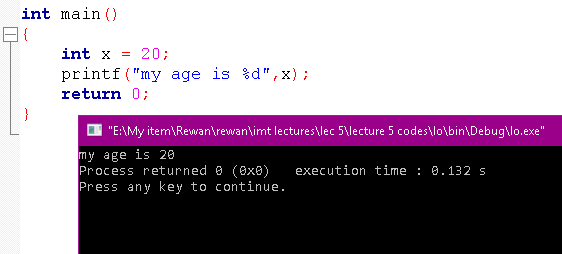 int main()
{
int x = 20;
printf("my age is %d",x);
return 0;
}
"E:\My item\Rewan\rewan\imt lectures\lec 5\lecture 5 codes\lo\bin\Debug\lo.exe"
my age is 20
Process returned 0 (0x0)   execution time : 0.132 s
Press any key to continue.